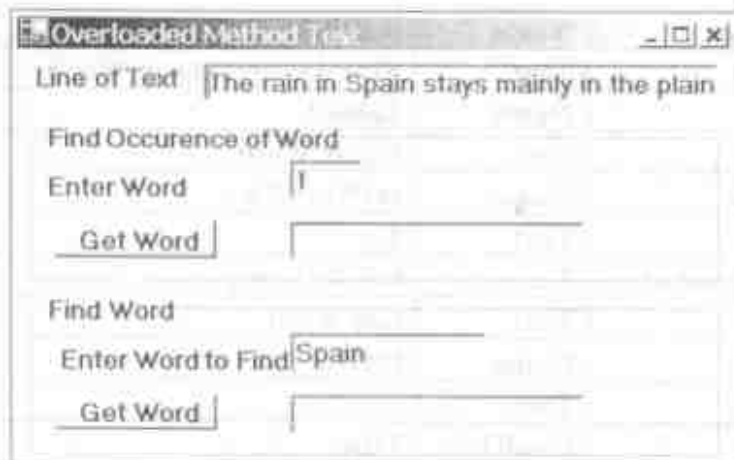 Overloaded Method Test
Line of Text The rain in Spain stays mainly in the plain
Find Occurence of Word
Enter Word 1
Get Word
Find Word
Enter Word to Find Spain
Get Word